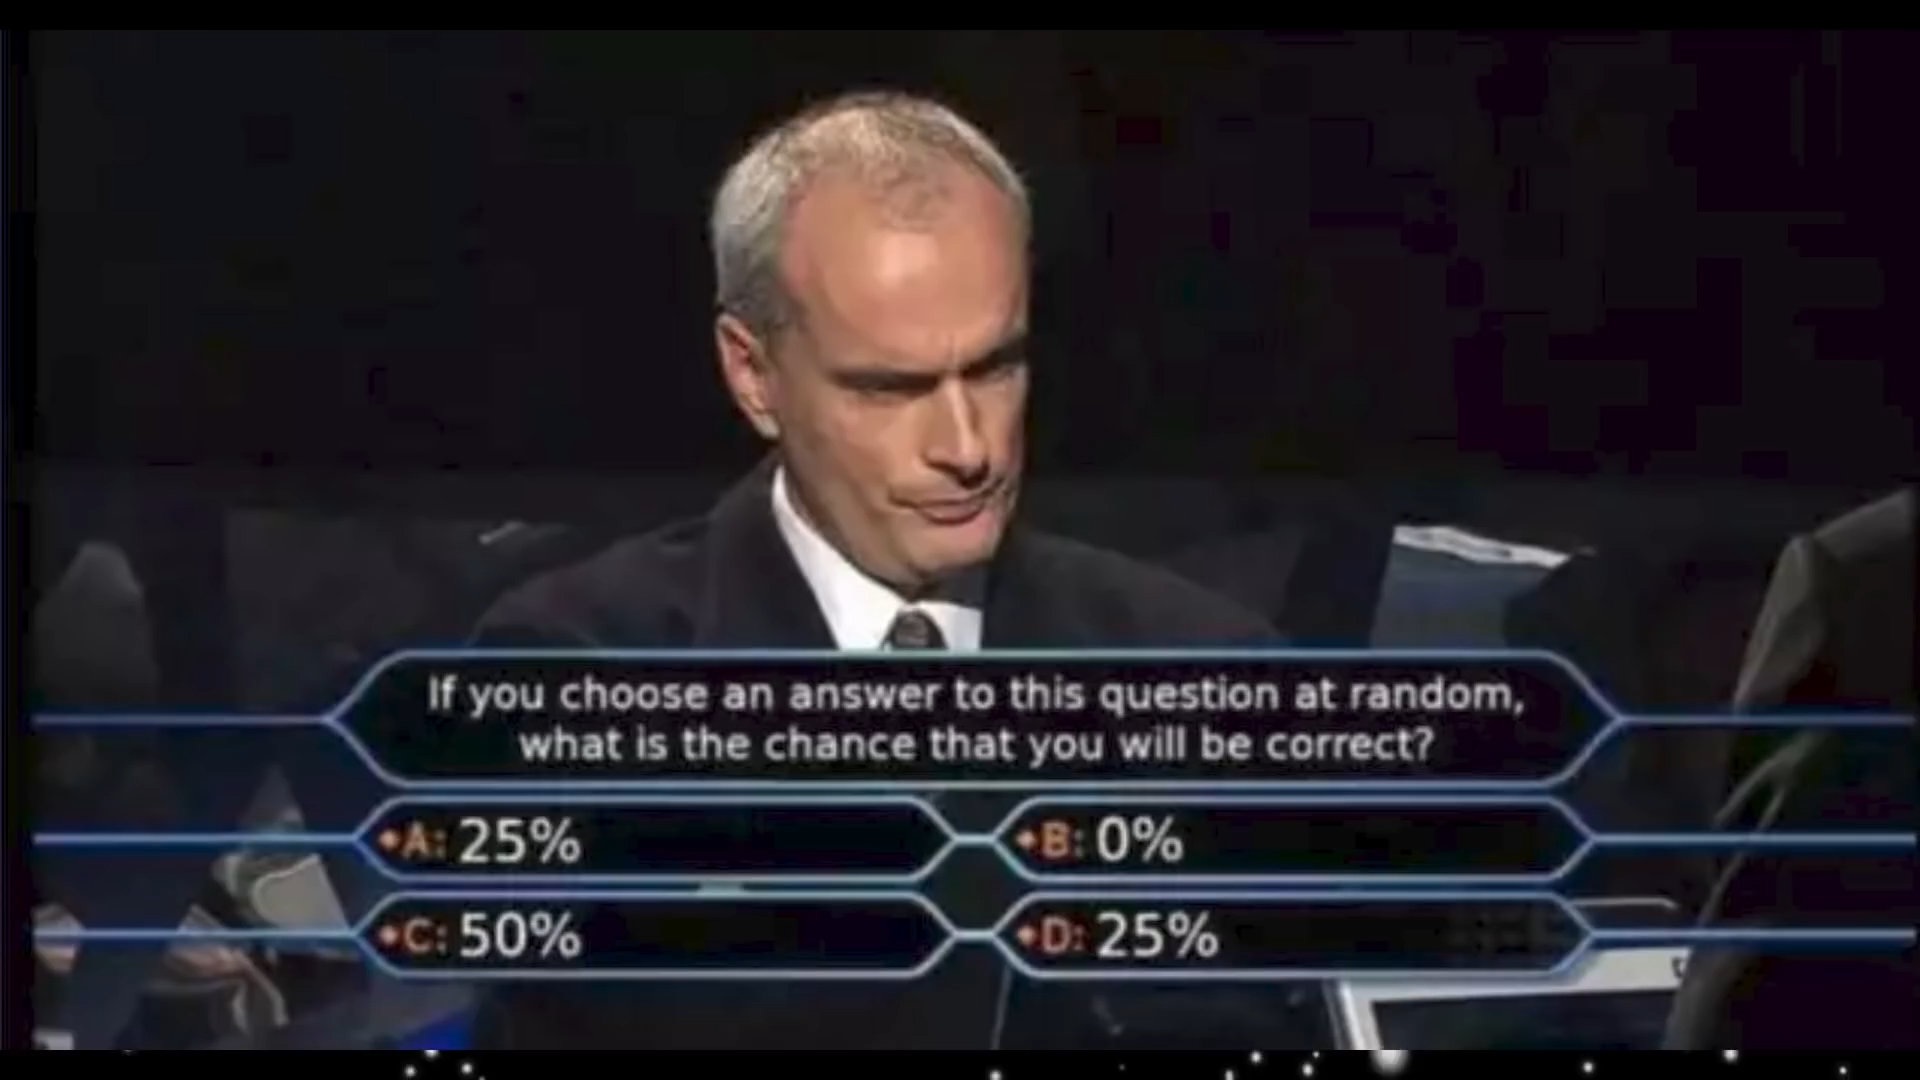 If you choose an answer to this question at random,
what is the chance that you will be correct?
A: 25%
B: 0%
C: 50%
D: 25%